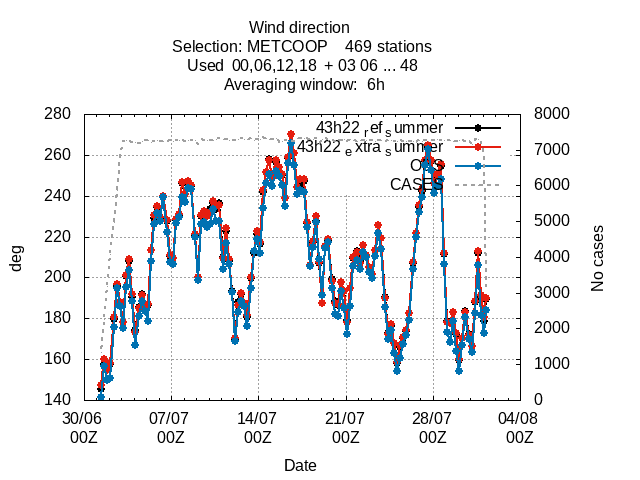 Wind direction
Selection: METCOOP    469 stations
Used  00,06,12,18  + 03 06 ... 48
Averaging window:  6h
280
260
240
220
200
180
160
140
deg
8000
7000
6000
5000
4000
3000
2000
1000
0
No cases
43h22 ref summer
43h22 extra summer
OBS
CASES
30/06 07/07 14/07 21/07 28/07 04/08
00Z 00Z 00Z 00Z 00Z 00Z
Date